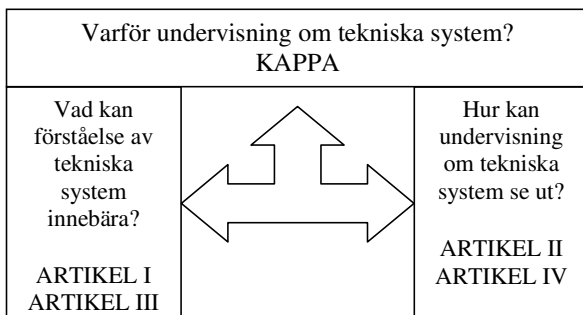 Varför undervisning om tekniska system?
KAPPA
Vad kan
förståelse av
tekniska
system
innebära?
ARTIKEL I
ARTIKEL III
Hur kan
undervisning
om tekniska
system se ut?
ARTIKEL II
ARTIKEL IV